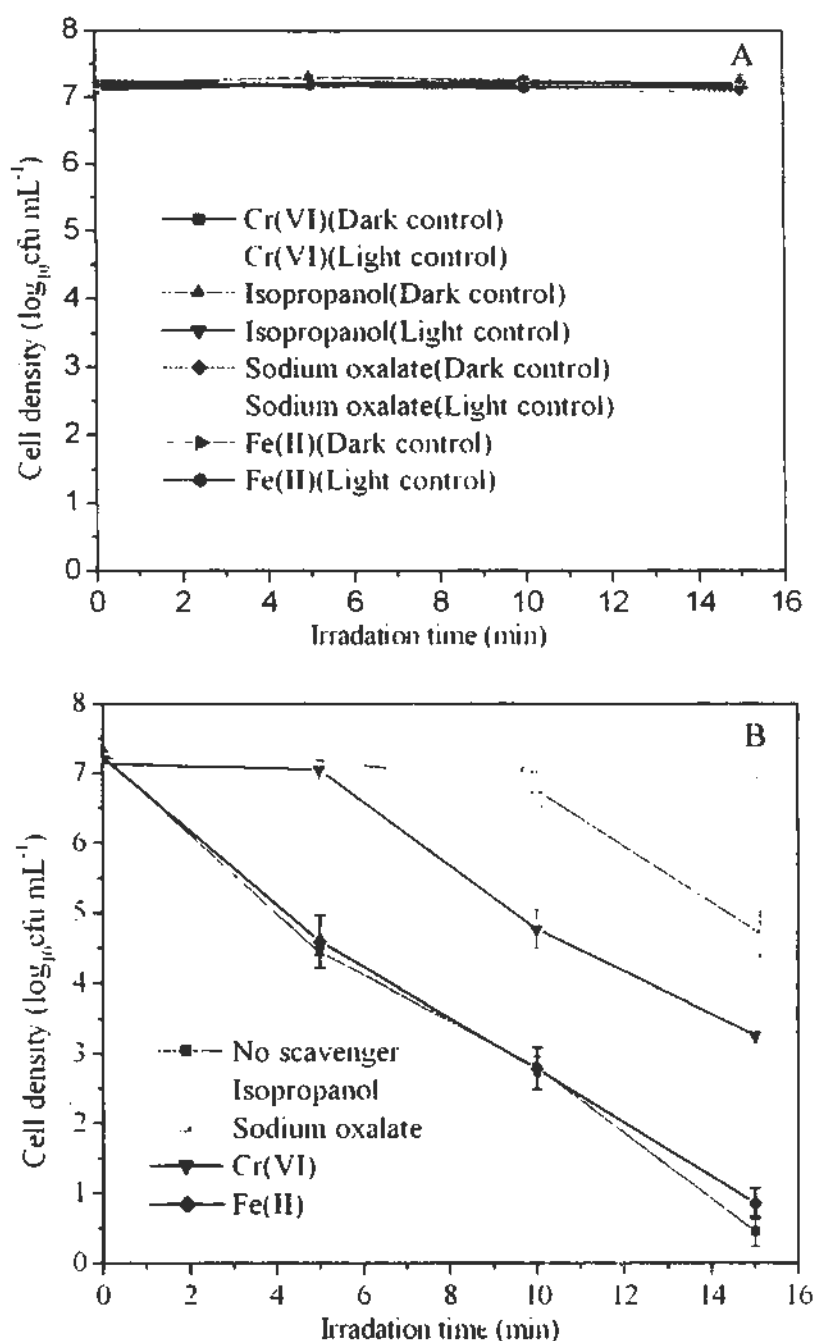 A
8
7
6
5
4
3
2
1
0
Cell density (log₁₀cfu mL⁻¹)
Cr(VI)(Dark control)
Cr(VI)(Light control)
Isopropanol(Dark control)
Isopropanol(Light control)
Sodium oxalate(Dark control)
Sodium oxalate(Light control)
Fe(II)(Dark control)
Fe(II)(Light control)
0 2 4 6 8 10 12 14 16
Irradation time (min)
B
8
7
6
5
4
3
2
1
0
Cell density (log₁₀cfu mL⁻¹)
No scavenger
Isopropanol
Sodium oxalate
Cr(VI)
Fe(II)
0 2 4 6 8 10 12 14 16
Irradation time (min)